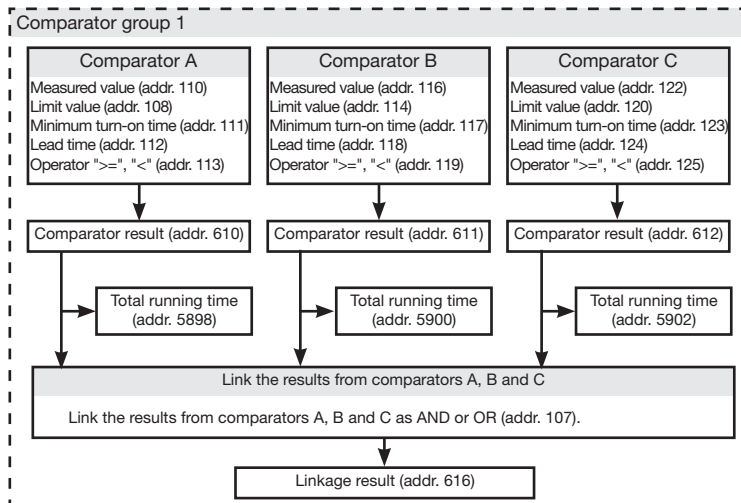 Comparator group 1
Comparator A
Measured value (addr. 110)
Limit value (addr. 108)
Minimum turn-on time (addr. 111)
Lead time (addr. 112)
Operator ">=", "<" (addr. 113)
Comparator B
Measured value (addr. 116)
Limit value (addr. 114)
Minimum turn-on time (addr. 117)
Lead time (addr. 118)
Operator ">=", "<" (addr. 119)
Comparator C
Measured value (addr. 122)
Limit value (addr. 120)
Minimum turn-on time (addr. 123)
Lead time (addr. 124)
Operator ">=", "<" (addr. 125)
Comparator result (addr. 610)
Comparator result (addr. 611)
Comparator result (addr. 612)
Total running time
(addr. 5898)
Total running time
(addr. 5900)
Total running time
(addr. 5902)
Link the results from comparators A, B and C
Link the results from comparators A, B and C as AND or OR (addr. 107).
Linkage result (addr. 616)